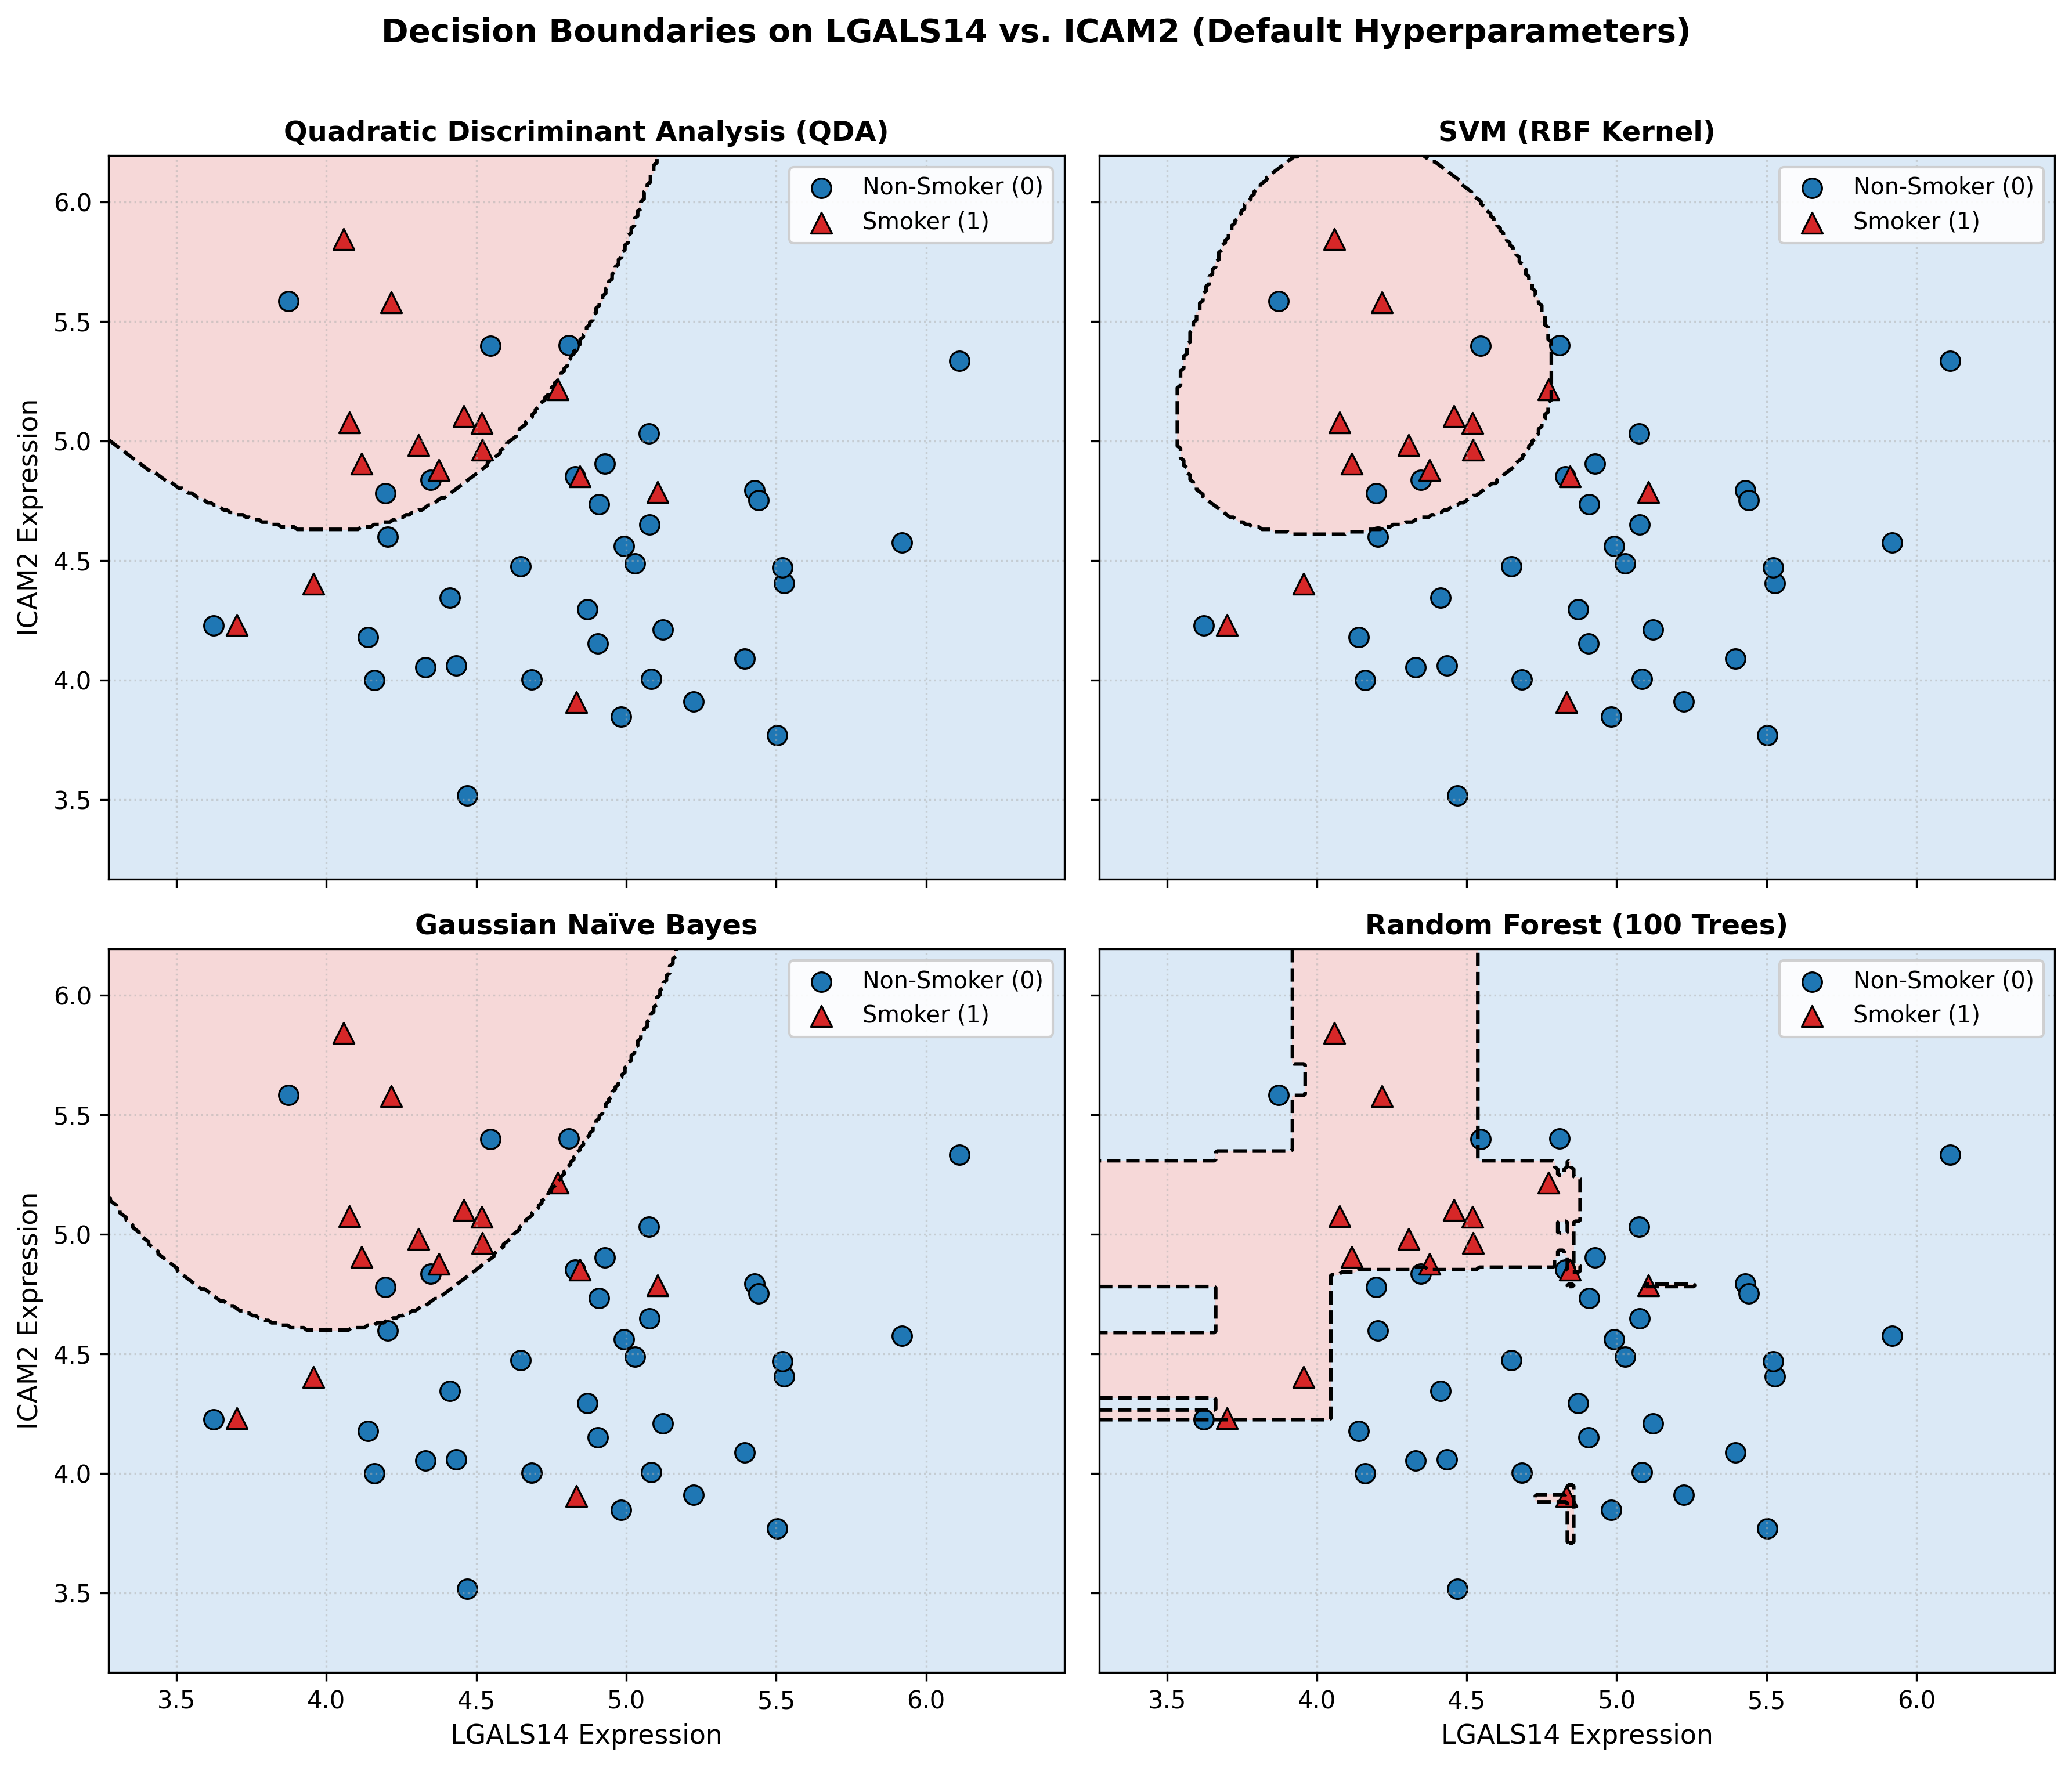 Decision Boundaries on LGALS14 vs. ICAM2 (Default Hyperparameters)
Quadratic Discriminant Analysis (QDA)
Non-Smoker (0)
Smoker (1)
ICAM2 Expression
6.0
5.5
5.0
4.5
4.0
3.5
SVM (RBF Kernel)
Non-Smoker (0)
Smoker (1)
Gaussian Naïve Bayes
Non-Smoker (0)
Smoker (1)
ICAM2 Expression
6.0
5.5
5.0
4.5
4.0
3.5
3.5 4.0 4.5 5.0 5.5 6.0
LGALS14 Expression
Random Forest (100 Trees)
Non-Smoker (0)
Smoker (1)
3.5 4.0 4.5 5.0 5.5 6.0
LGALS14 Expression